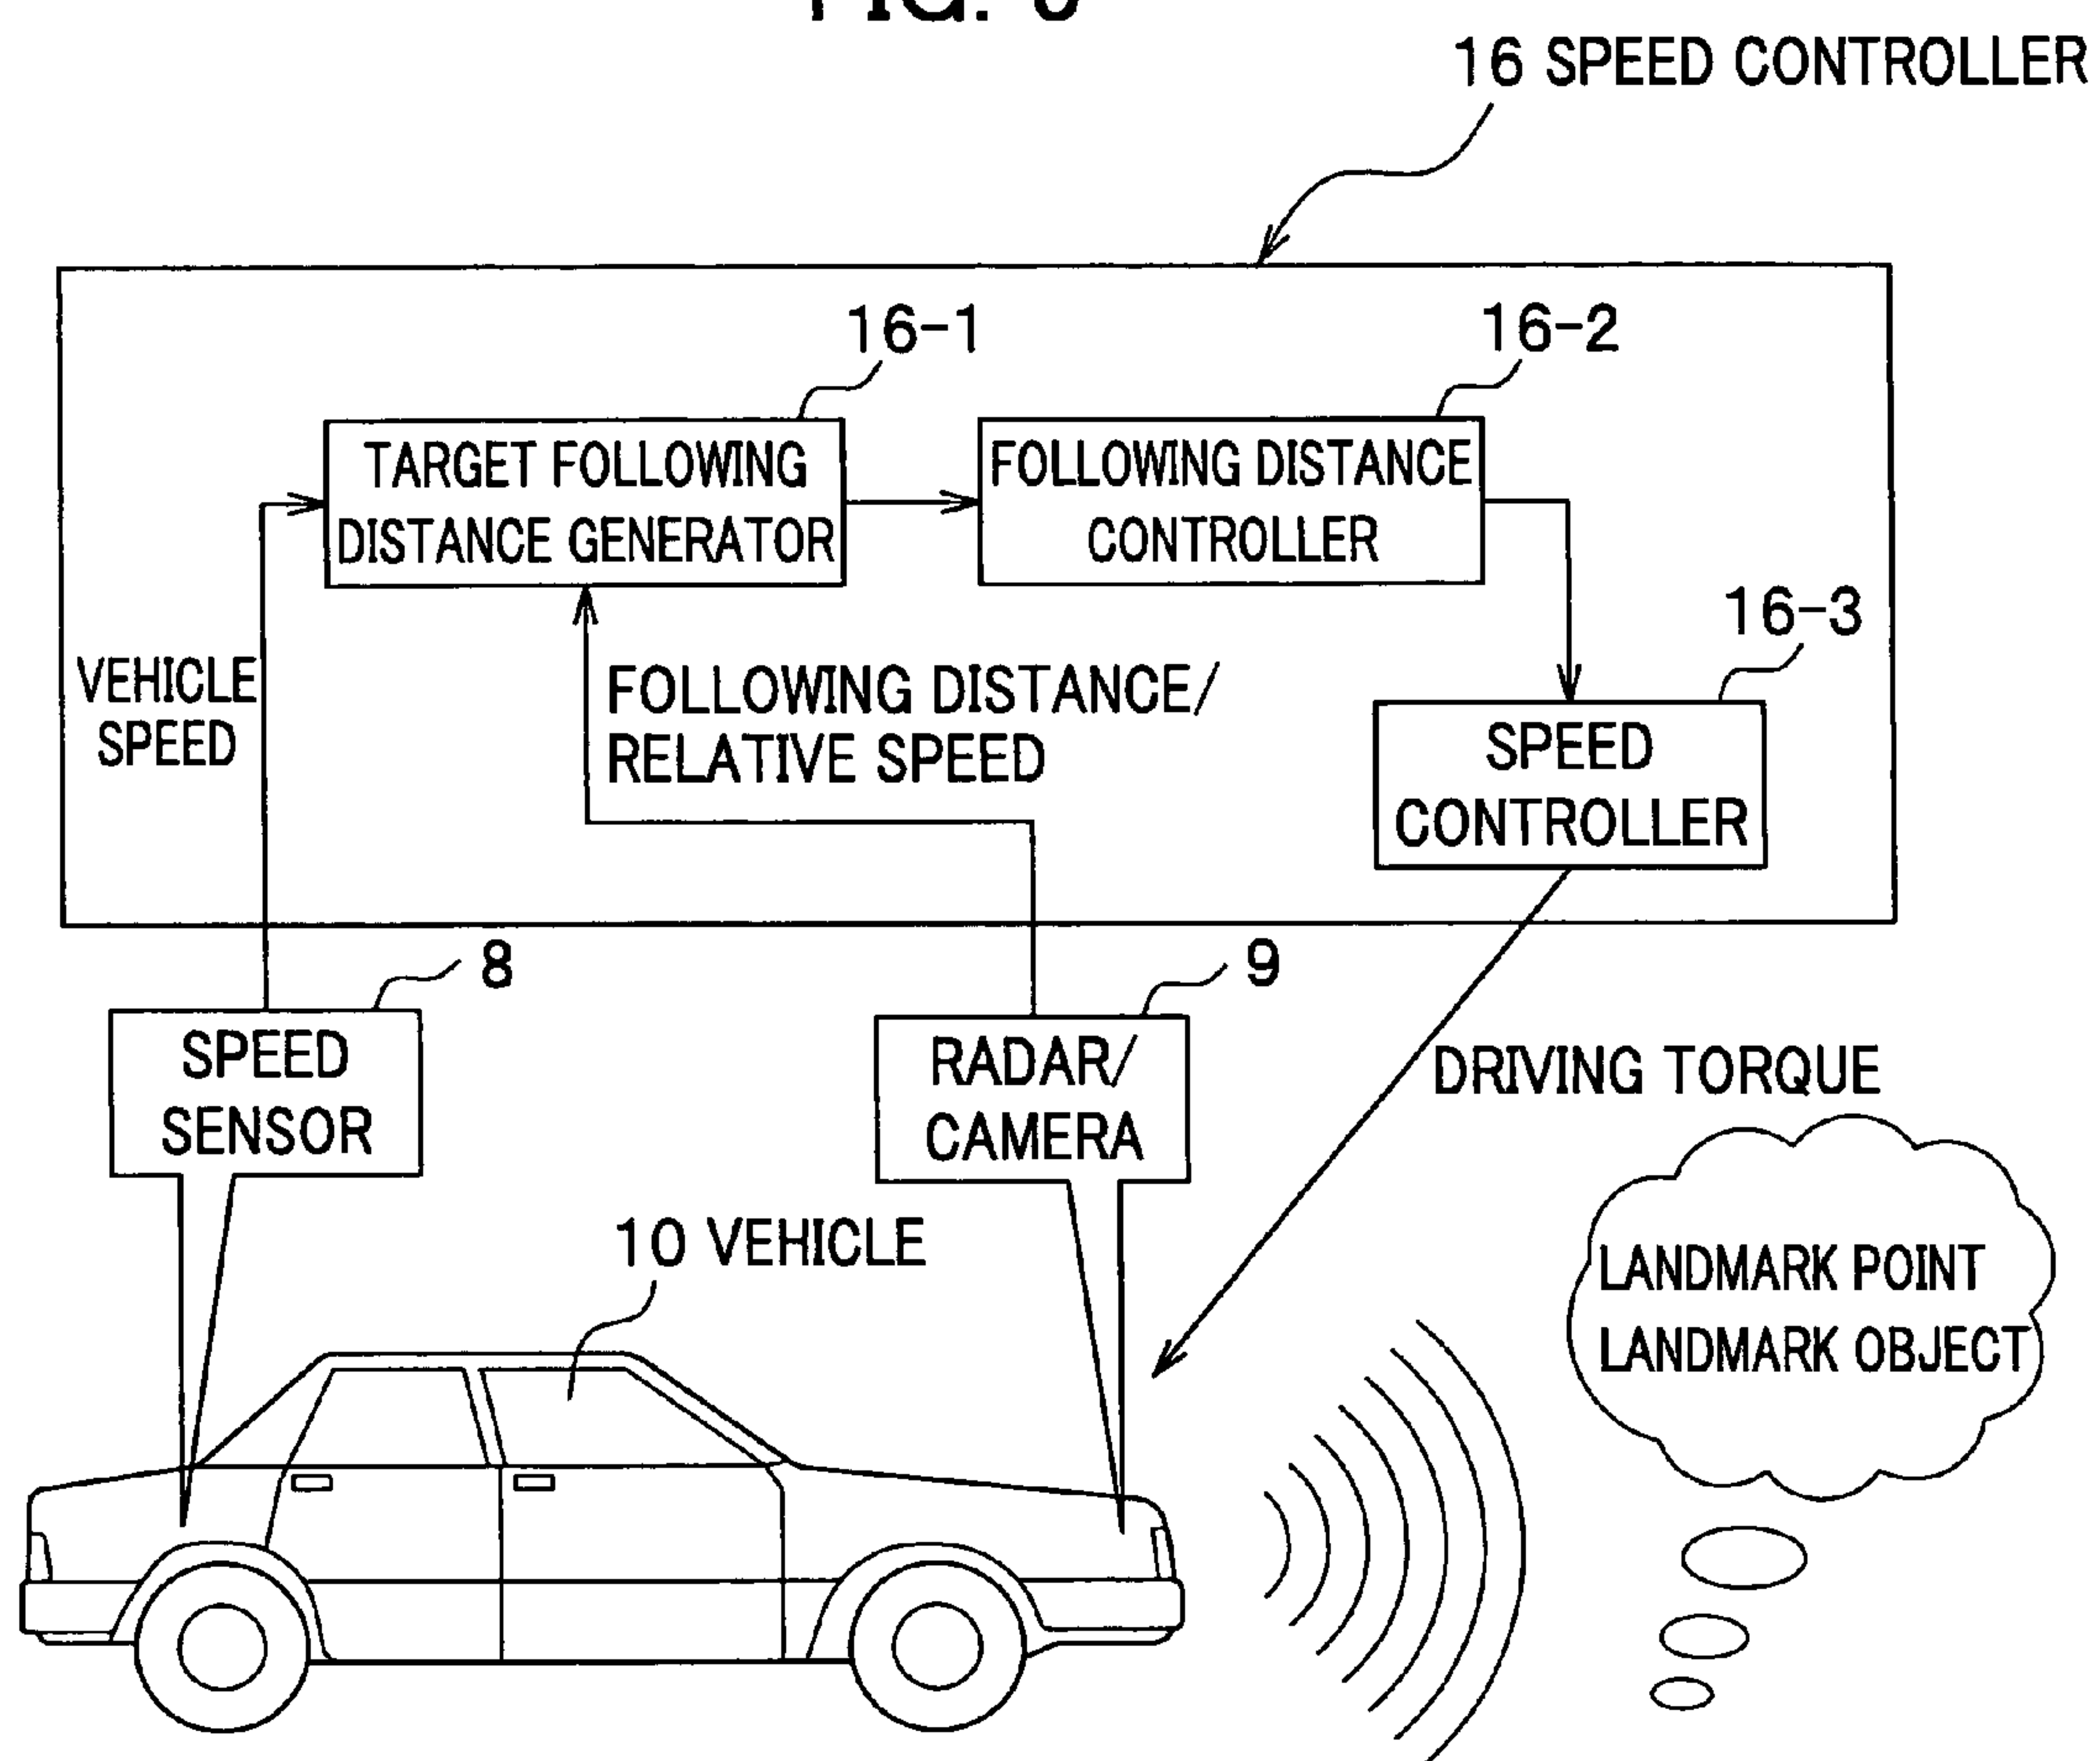 FIG.
16 SPEED CONTROLLER
16-1
16-2
TARGET FOLLOWING
DISTANCE GENERATOR
FOLLOWING DISTANCE
CONTROLLER
16-3
VEHICLE
SPEED
FOLLOWING DISTANCE/
RELATIVE SPEED
SPEED
CONTROLLER
8
9
SPEED
SENSOR
RADAR/
CAMERA
DRIVING TORQUE
10 VEHICLE
LANDMARK POINT
LANDMARK OBJECT